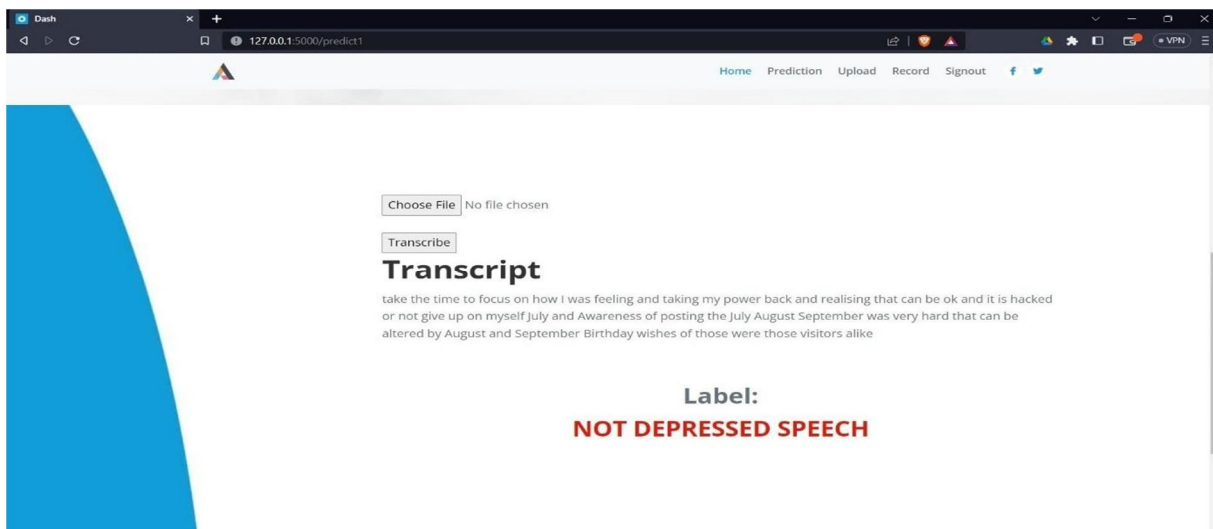 Dash
127.0.0.1:5000/predict1
VPN
Home Prediction Upload Record Signout
Choose File No file chosen
Transcribe
Transcript
take the time to focus on how I was feeling and taking my power back and realising that can be ok and it is hacked
or not give up on myself July and Awareness of posting the July August September was very hard that can be
altered by August and September Birthday wishes of those were those visitors alike
Label:
NOT DEPRESSED SPEECH